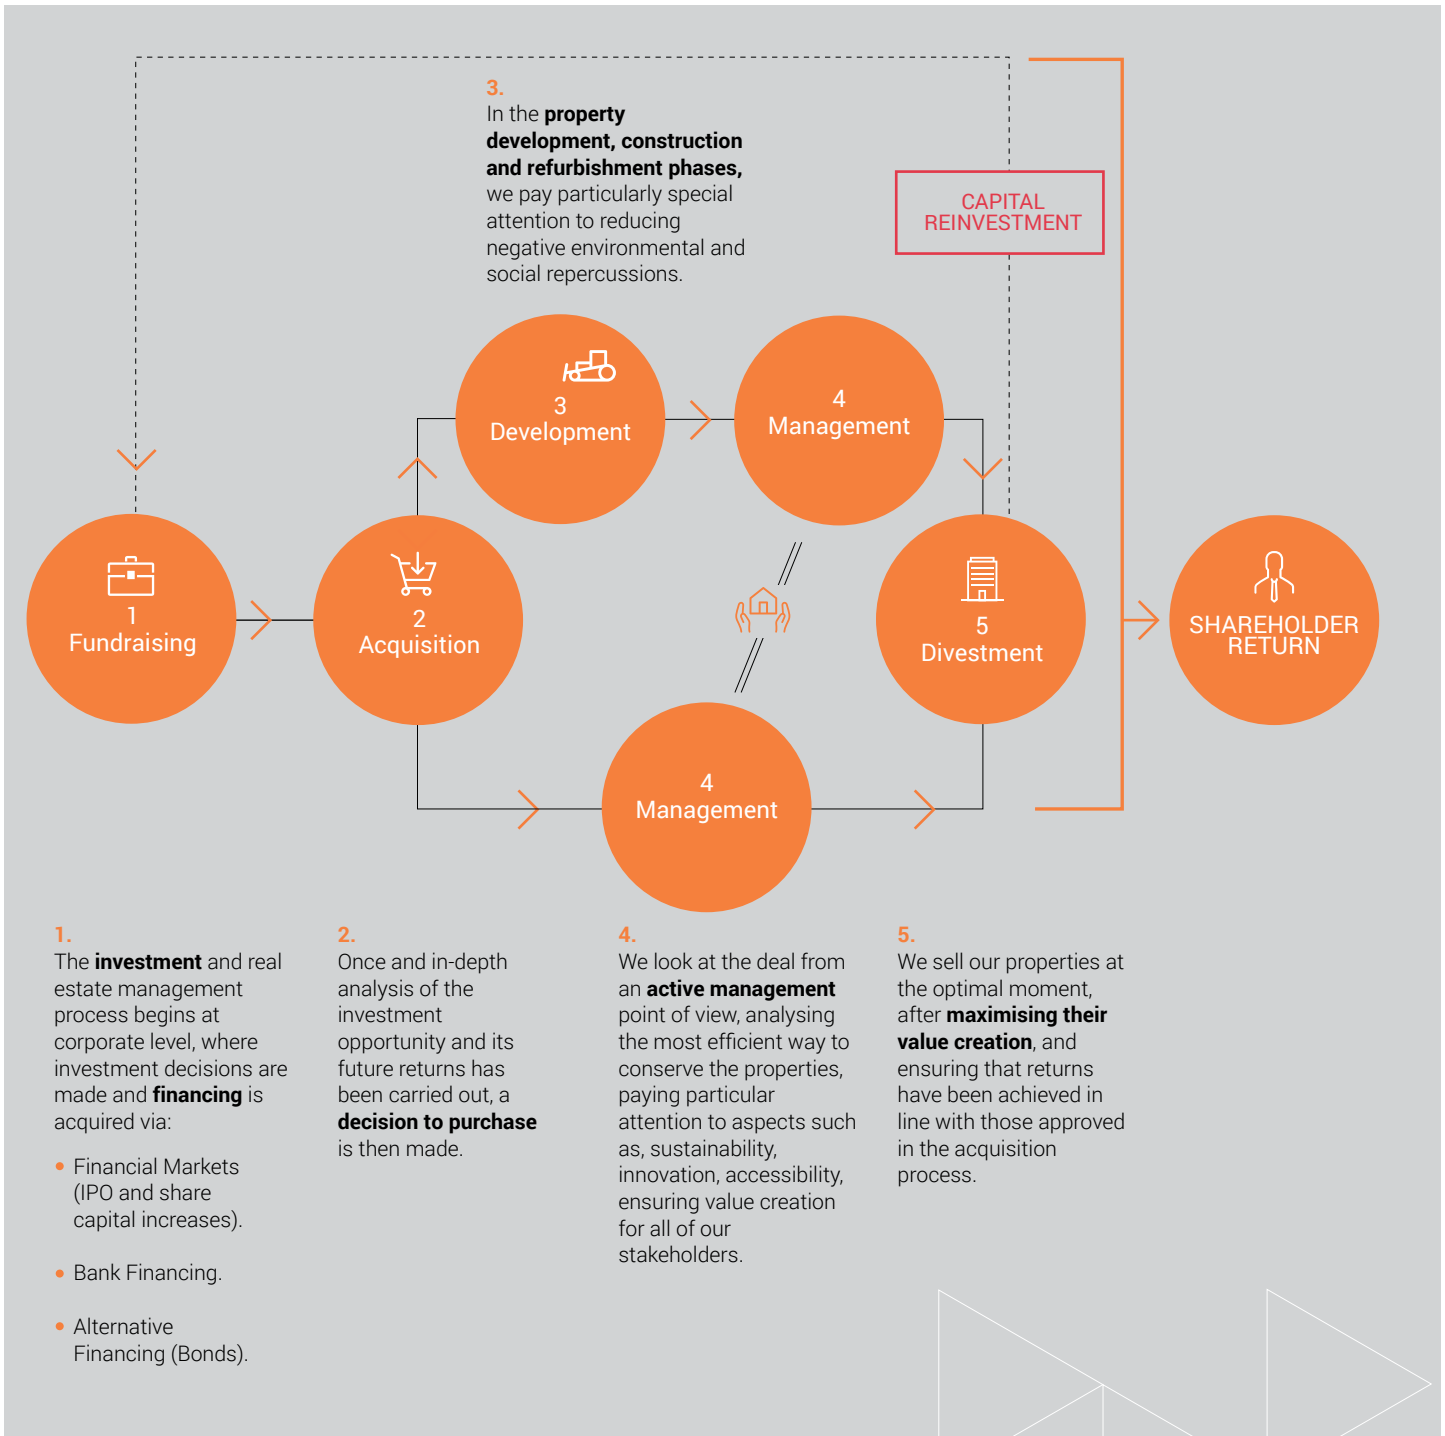 3.
In the property
development, construction
and refurbishment phases,
we pay particularly special
attention to reducing
negative environmental and
social repercussions.
CAPITAL
REINVESTMENT
3
Development
4
Management
1
Fundraising
2
Acquisition
5
Divestment
SHAREHOLDER
RETURN
4
Management
1.
The investment and real
estate management
process begins at
corporate level, where
investment decisions are
made and financing is
acquired via:
• Financial Markets
(IPO and share
capital increases).
• Bank Financing.
• Alternative
Financing (Bonds).
2.
Once and in-depth
analysis of the
investment
opportunity and its
future returns has
been carried out, a
decision to purchase
is then made.
4.
We look at the deal from
an active management
point of view, analysing
the most efficient way to
conserve the properties,
paying particular
attention to aspects such
as, sustainability,
innovation, accessibility,
ensuring value creation
for all of our
stakeholders.
5.
We sell our properties at
the optimal moment,
after maximising their
value creation, and
ensuring that returns
have been achieved in
line with those approved
in the acquisition
process.